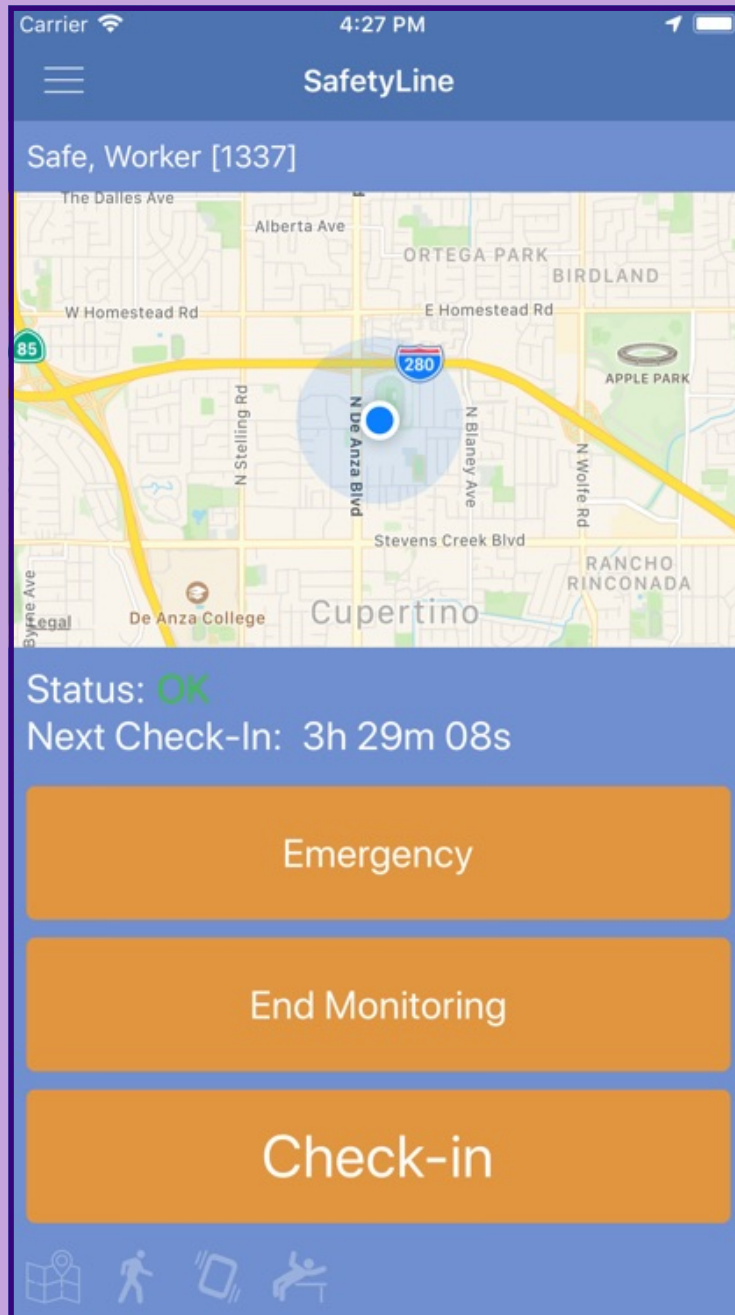 Carrier 4:27 PM
SafetyLine
Safe, Worker [1337]
The Dalles Ave
Alberta Ave
ORTEGA PARK
BIRDLAND
W Homestead Rd
E Homestead Rd
85
280
APPLE PARK
N Stelling Rd
N De Anza Blvd
N Blaney Ave
N Wolfe Rd
Stevens Creek Blvd
RANCHO
RINCONADA
Byrne Ave
Legal
De Anza College
Cupertino
Status: OK
Next Check-In: 3h 29m 08s
Emergency
End Monitoring
Check-in